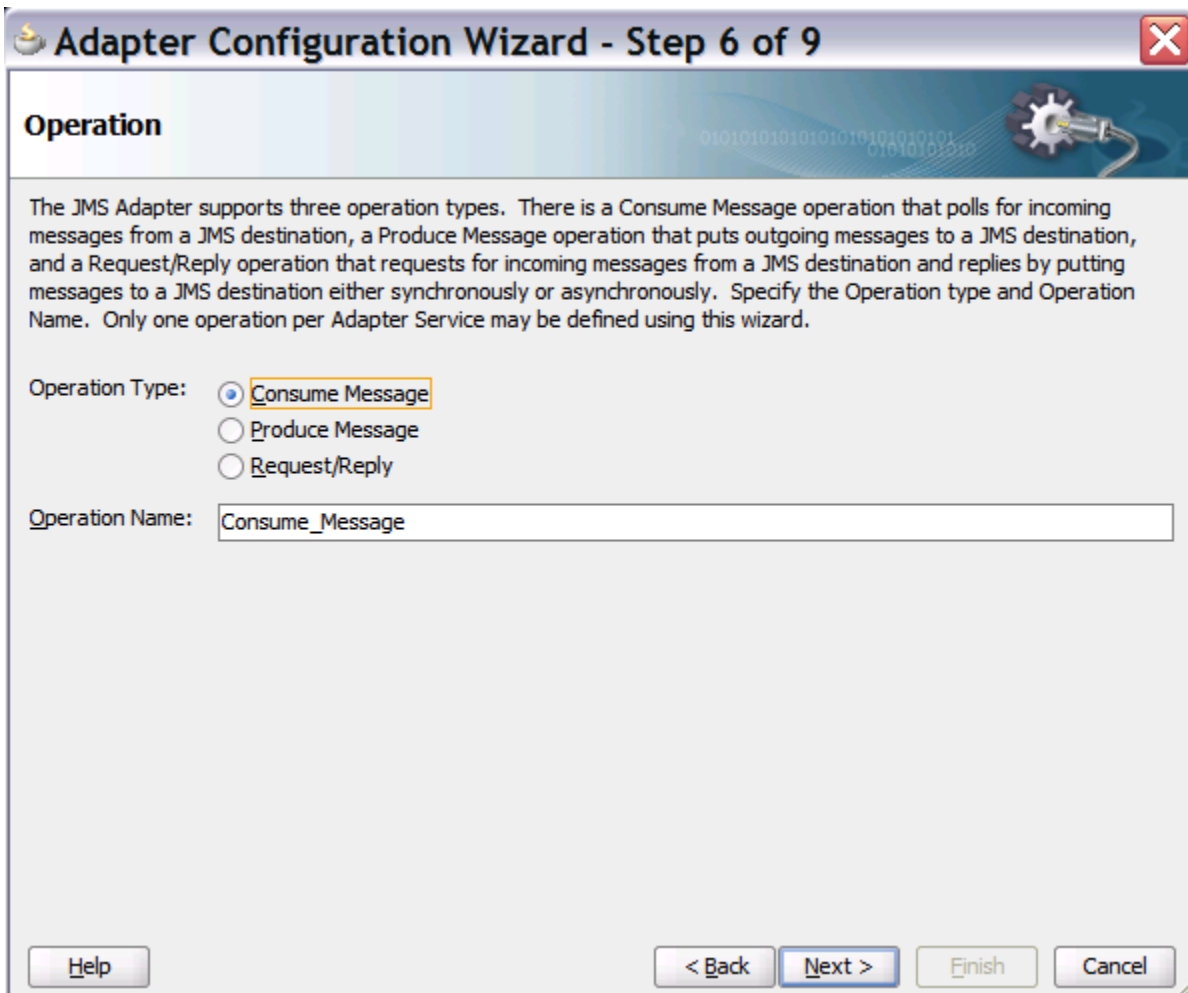 Adapter Configuration Wizard - Step 6 of 9
Operation
The JMS Adapter supports three operation types.  There is a Consume Message operation that polls for incoming
messages from a JMS destination, a Produce Message operation that puts outgoing messages to a JMS destination,
and a Request/Reply operation that requests for incoming messages from a JMS destination and replies by putting
messages to a JMS destination either synchronously or asynchronously.  Specify the Operation type and Operation
Name.  Only one operation per Adapter Service may be defined using this wizard.
Operation Type:
Consume Message
Produce Message
Request/Reply
Operation Name: Consume_Message
Help < Back Next > Finish Cancel